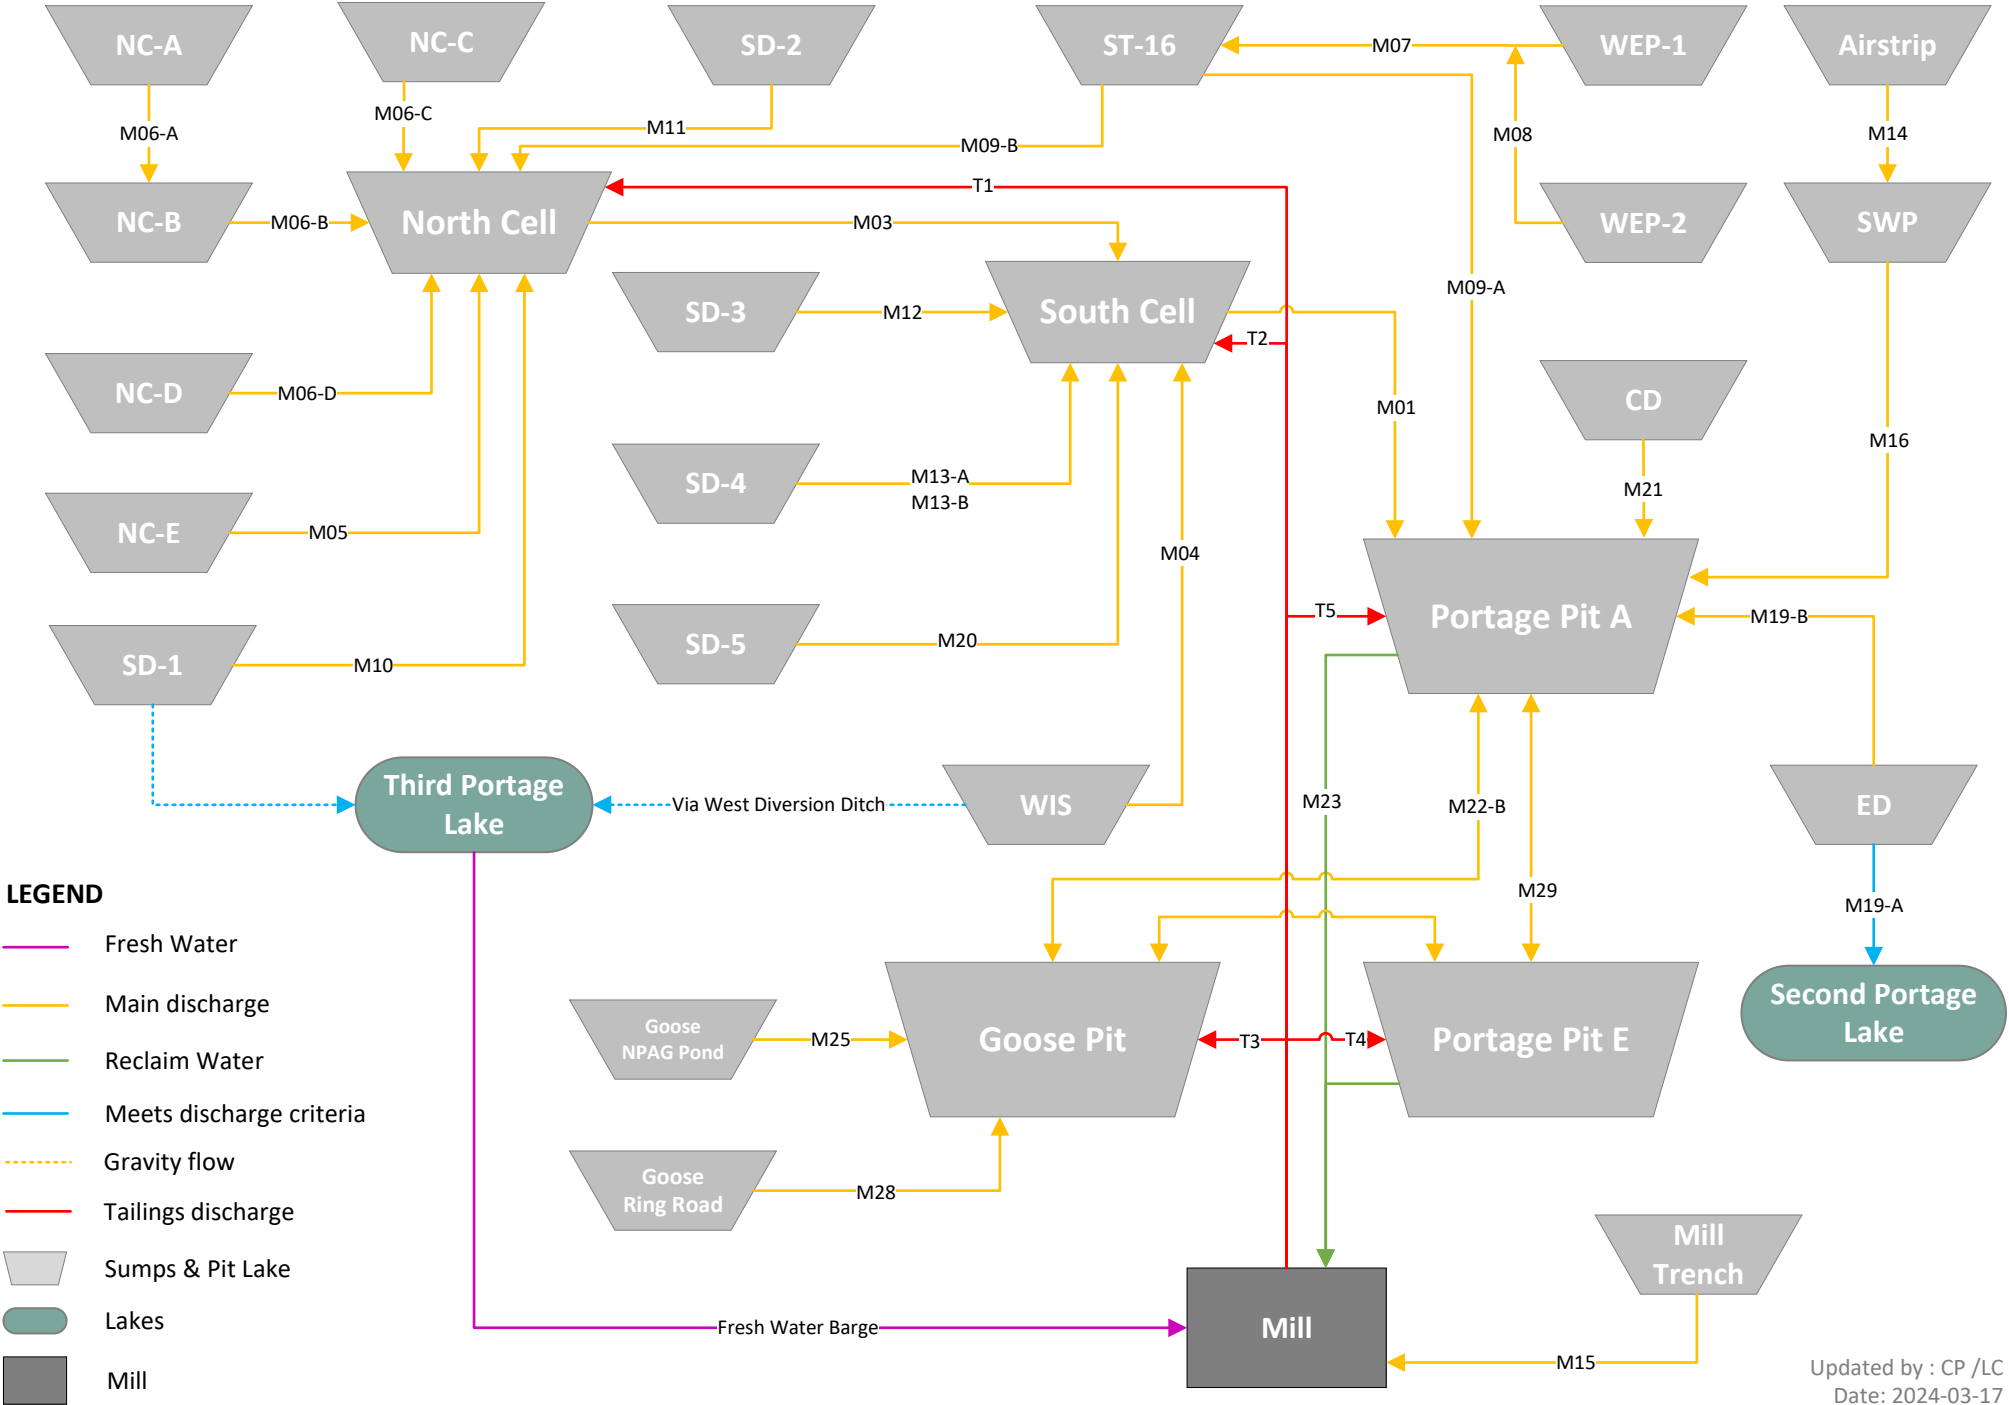 NC-A
NC-C
SD-2
ST-16
M07
WEP-1
Airstrip
M06-A
M06-C
M11
M09-B
M08
M14
T1
NC-B
M06-B
North Cell
M03
WEP-2
SWP
SD-3
M12
South Cell
M09-A
T2
NC-D
M06-D
M01
CD
M16
SD-4
M13-A
M13-B
M21
NC-E
M05
M04
SD-5
M20
T5
Portage Pit A
M19-B
SD-1
M10
Third Portage
Lake
Via West Diversion Ditch
WIS
M23
M22-B
ED
M29
M19-A
LEGEND
Fresh Water
Main discharge
Reclaim Water
Meets discharge criteria
Gravity flow
Tailings discharge
Sumps & Pit Lake
Lakes
Mill
Goose
NPAG Pond
M25
Goose Pit
T3
T4
Portage Pit E
Second Portage
Lake
Goose
Ring Road
M28
Mill
Trench
Fresh Water Barge
Mill
M15
Updated by : CP /LC
Date: 2024-03-17